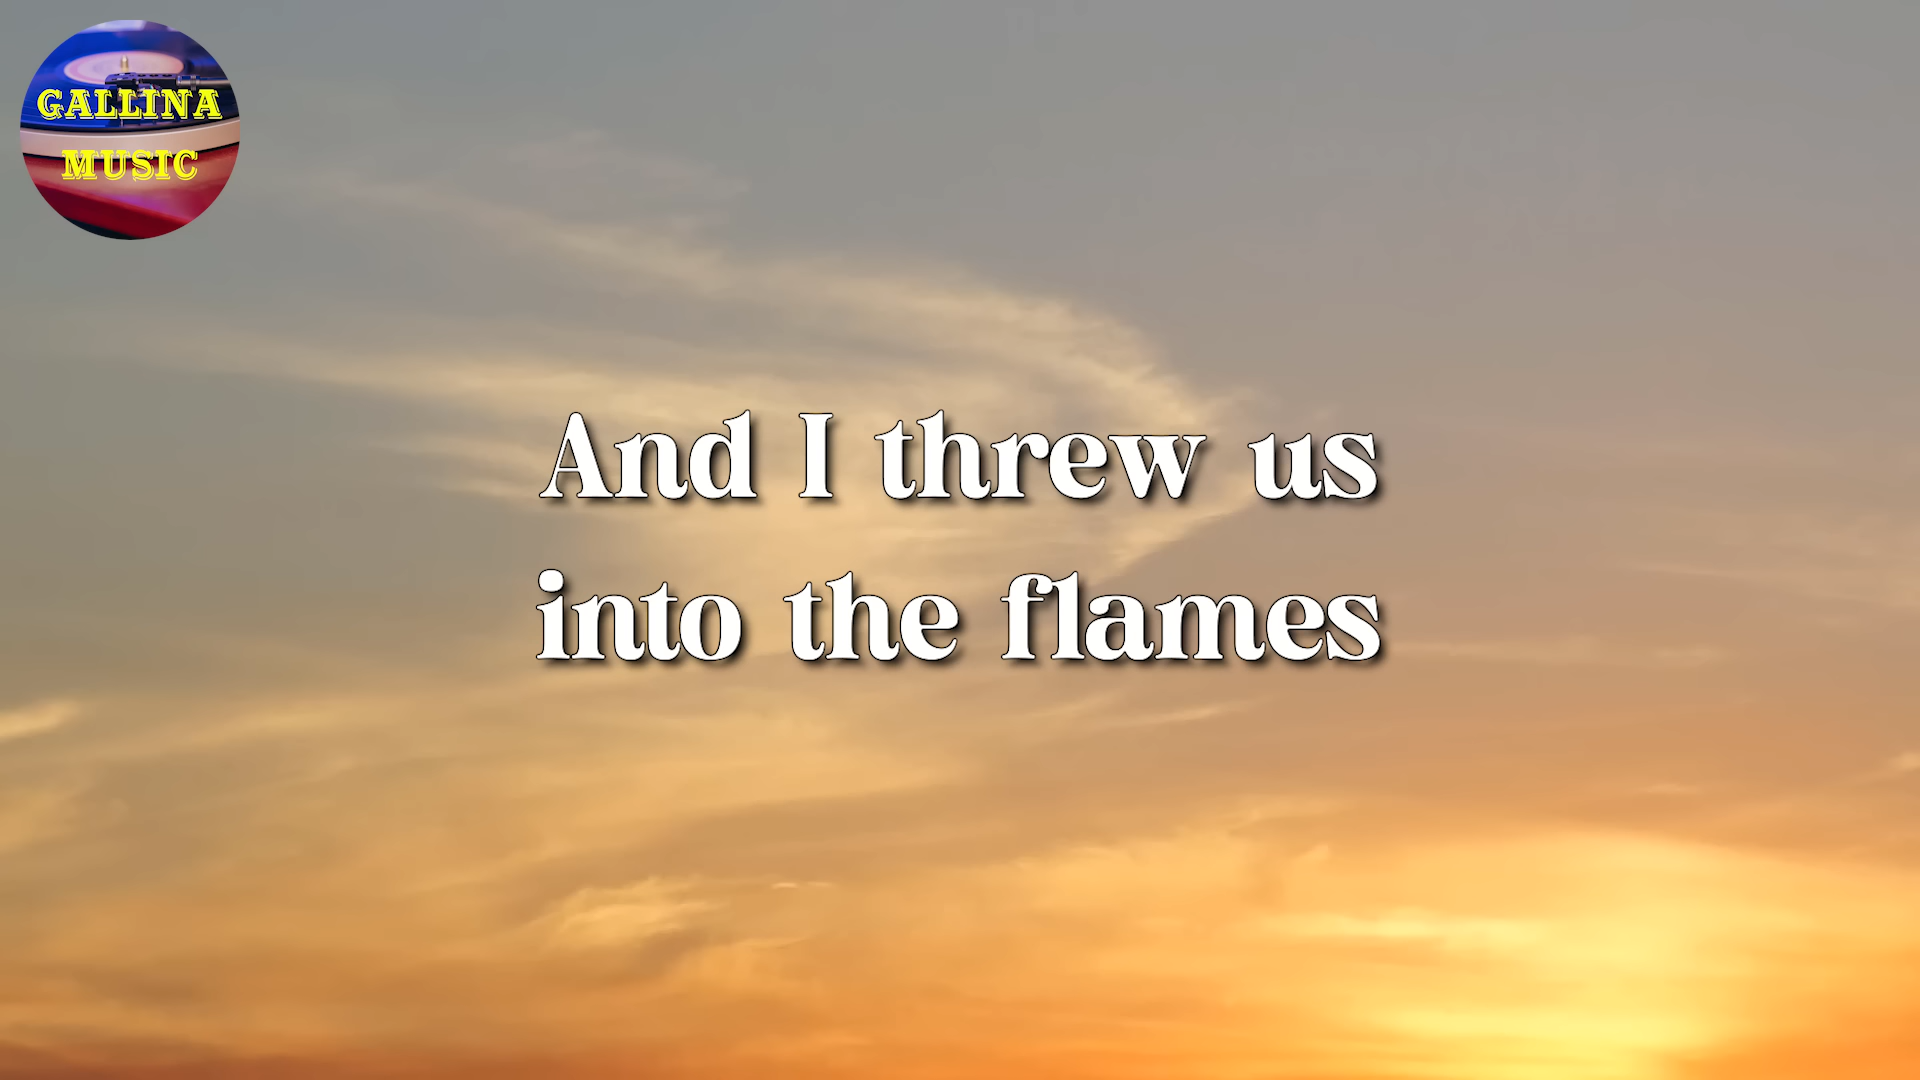 GALLINA
MUSIC
And I threw us
into the flames